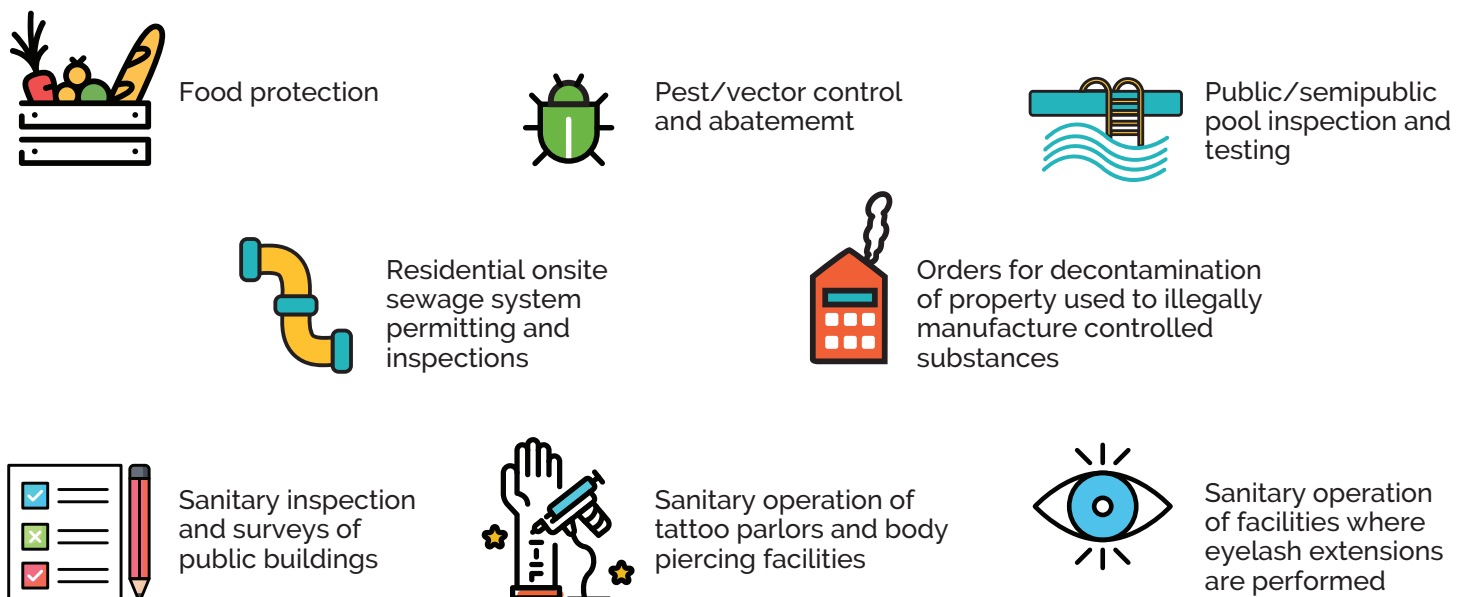 Food protection
Pest/vector control
and abatememt
Public/semipublic
pool inspection and
testing
Residential onsite
sewage system
permitting and
inspections
Orders for decontamination
of property used to illegally
manufacture controlled
substances
Sanitary inspection
and surveys of
public buildings
Sanitary operation of
tattoo parlors and body
piercing facilities
Sanitary operation
of facilities where
eyelash extensions
are performed